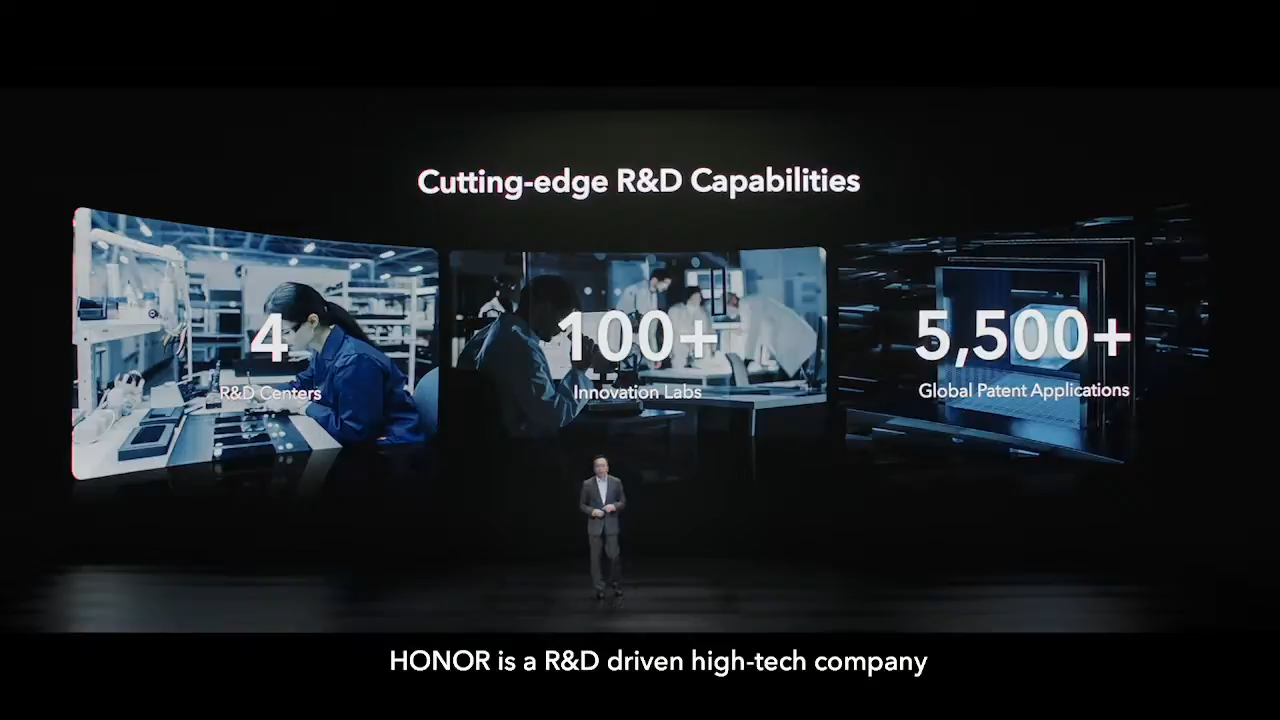 Cutting-edge R&D Capabilities
4
R&D Centers
100+
Innovation Labs
5,500+
Global Patent Applications
HONOR is a R&D driven high-tech company